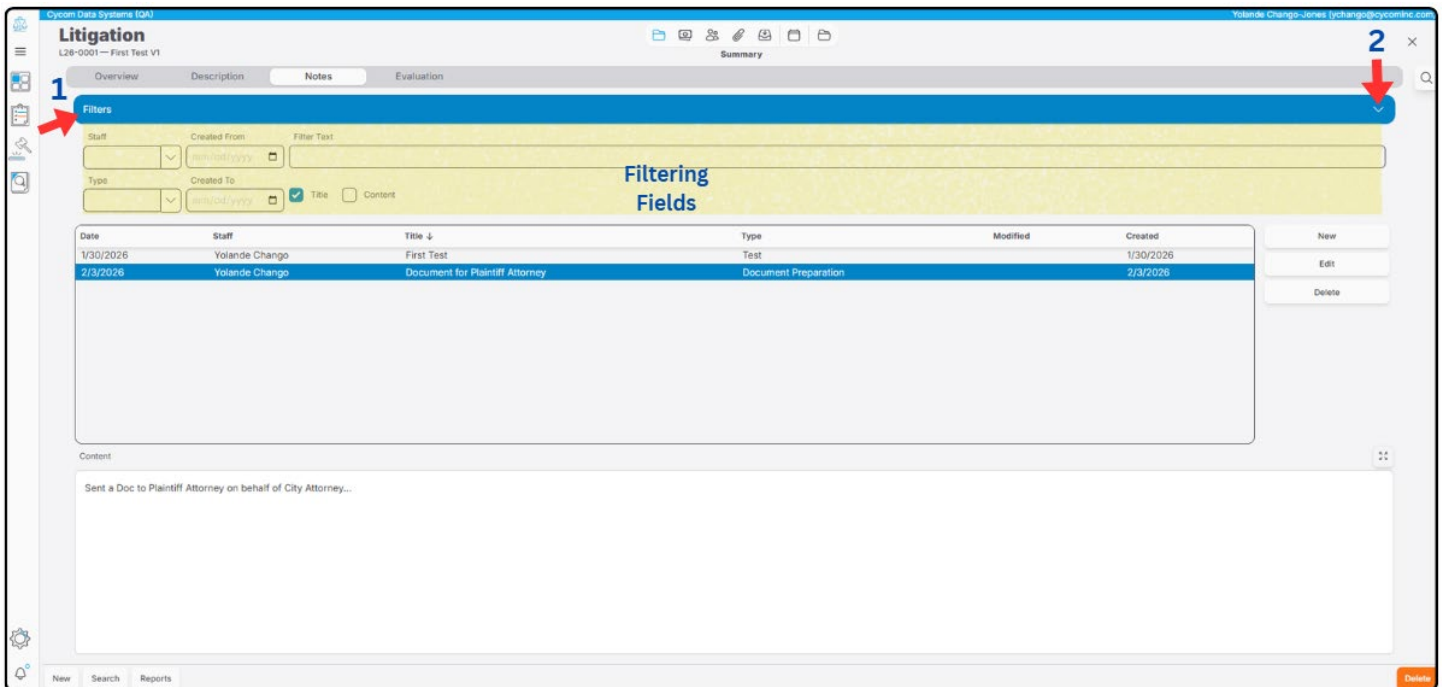 Cycom Data Systems (QA) Yolande Chango-Jones (ychango@cycominc.com
Litigation
L26-0001 — First Test V1
Summary
2
Overview Description Notes Evaluation
1
Filters
Staff Created From Filter Text
mm/dd/yyyy
Type Created To
mm/dd/yyyy Title Content
Filtering
Fields
Date Staff Title ↓ Type Modified Created
1/30/2026 Yolande Chango First Test Test 1/30/2026
2/3/2026 Yolande Chango Document for Plaintiff Attorney Document Preparation 2/3/2026
New
Edit
Delete
Content
Sent a Doc to Plaintiff Attorney on behalf of City Attorney...
New Search Reports Delete